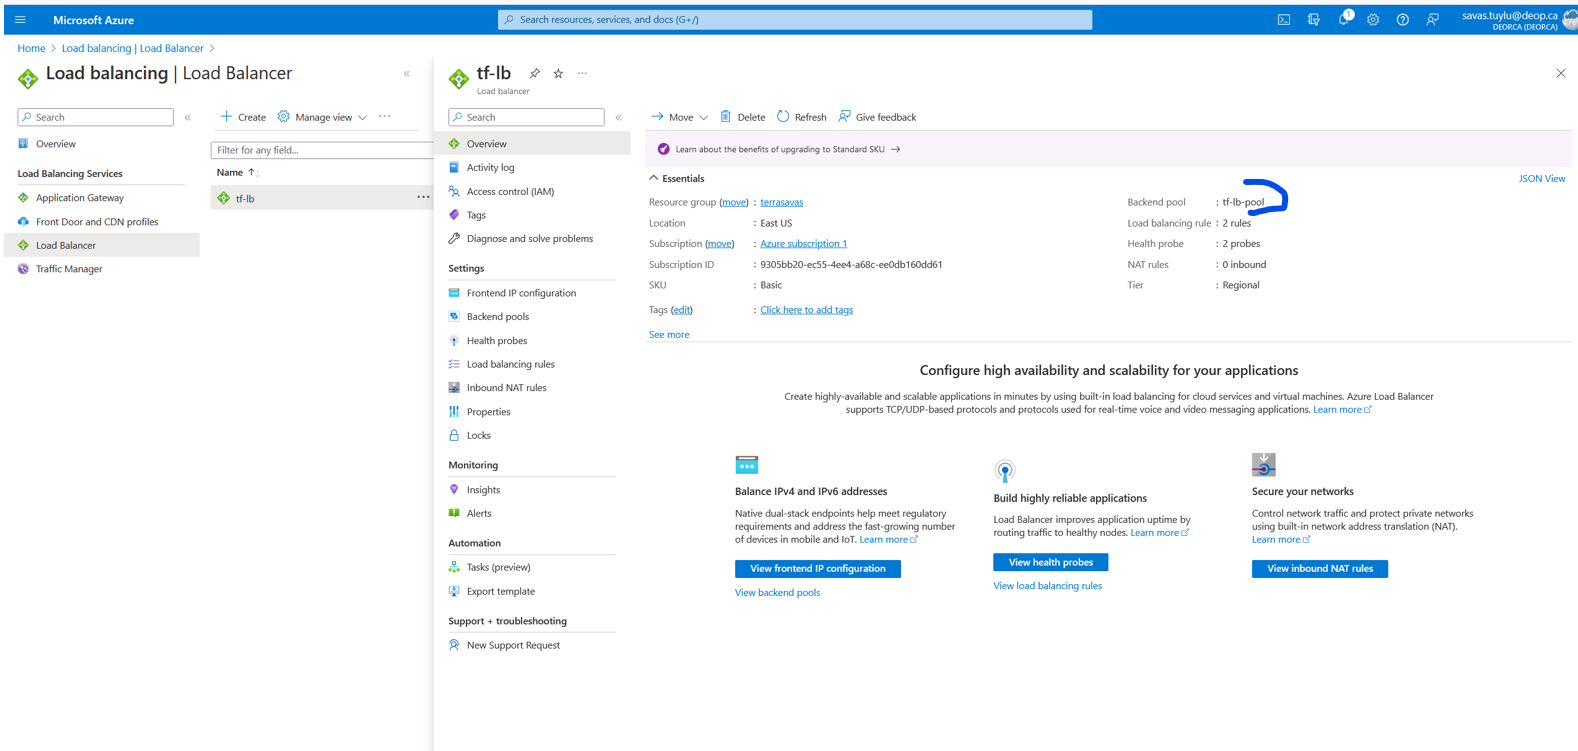 Microsoft Azure
Search resources, services, and docs (G+/)
1
savas.tuylu@deop.ca
DEOP.CA (DEOP.CA)
Home > Load balancing | Load Balancer >
Load balancing | Load Balancer
Search
Overview
Load Balancing Services
Application Gateway
Front Door and CDN profiles
Load Balancer
Traffic Manager
Create
Manage view
Filter for any field...
Name
tf-lb
tf-lb
Load balancer
Search
Overview
Activity log
Access control (IAM)
Tags
Diagnose and solve problems
Settings
Frontend IP configuration
Backend pools
Health probes
Load balancing rules
Inbound NAT rules
Properties
Locks
Monitoring
Insights
Alerts
Automation
Tasks (preview)
Export template
Support + troubleshooting
New Support Request
Move
Delete
Refresh
Give feedback
Learn about the benefits of upgrading to Standard SKU →
Essentials
JSON View
Resource group (move) : terrasavas
Location : East US
Subscription (move) : Azure subscription 1
Subscription ID : 9305bb20-ec55-4ee4-a68c-ee0db160dd61
SKU : Basic
Tags (edit) : Click here to add tags
See more
Backend pool : tf-lb-pool
Load balancing rule : 2 rules
Health probe : 2 probes
NAT rules : 0 inbound
Tier : Regional
Configure high availability and scalability for your applications
Create highly-available and scalable applications in minutes by using built-in load balancing for cloud services and virtual machines. Azure Load Balancer
supports TCP/UDP-based protocols and protocols used for real-time voice and video messaging applications. Learn more
Balance IPv4 and IPv6 addresses
Native dual-stack endpoints help meet regulatory
requirements and address the fast-growing number
of devices in mobile and IoT. Learn more
View frontend IP configuration
View backend pools
Build highly reliable applications
Load Balancer improves application uptime by
routing traffic to healthy nodes. Learn more
View health probes
View load balancing rules
Secure your networks
Control network traffic and protect private networks
using built-in network address translation (NAT).
Learn more
View inbound NAT rules